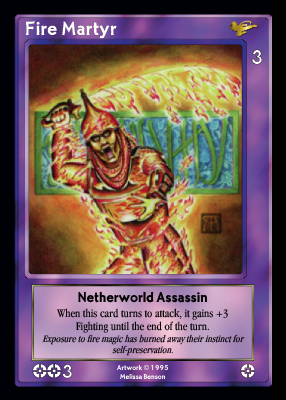 Fire Martyr
3
Netherworld Assassin
When this card turns to attack, it gains +3
Fighting until the end of the turn.
Exposure to fire magic has burned away their instinct for
self-preservation.
3
Artwork © 1995
Melissa Benson